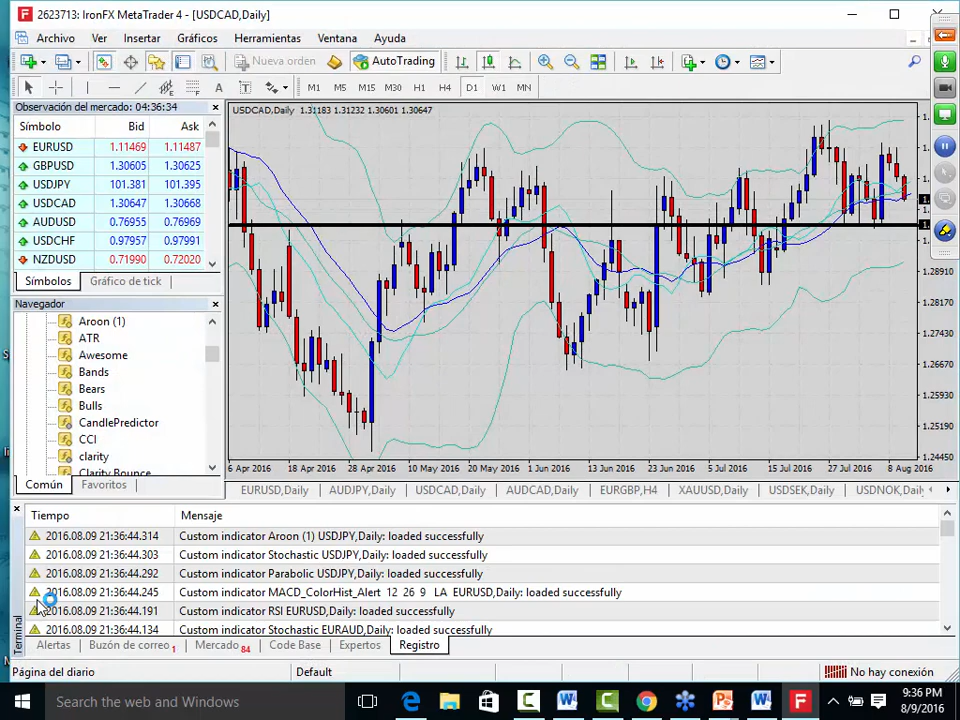 2623713: IronFX MetaTrader 4 - [USDCAD,Daily]
Archivo Ver Insertar Gráficos Herramientas Ventana Ayuda
Nueva orden AutoTrading
A T M1 M5 M15 M30 H1 H4 D1 W1 MN
Observación del mercado: 04:36:34
Símbolo Bid Ask
EURUSD 1.11469 1.11487
GBPUSD 1.30605 1.30625
USDJPY 101.381 101.395
USDCAD 1.30647 1.30668
AUDUSD 0.76955 0.76969
USDCHF 0.97957 0.97991
NZDUSD 0.71990 0.72020
Símbolos Gráfico de tick
Navegador
Aroon (1)
ATR
Awesome
Bands
Bears
Bulls
CandlePredictor
CCI
clarity
Clarity Bounce
Común Favoritos
USDCAD,Daily 1.31183 1.31232 1.30601 1.30647
1.28910
1.28170
1.27430
1.26670
1.25930
1.25190
1.24450
6 Apr 2016 18 Apr 2016 28 Apr 2016 10 May 2016 20 May 2016 1 Jun 2016 13 Jun 2016 23 Jun 2016 5 Jul 2016 15 Jul 2016 27 Jul 2016 8 Aug 2016
EURUSD,Daily AUDJPY,Daily USDCAD,Daily AUDCAD,Daily EURGBP,H4 XAUUSD,Daily USDSEK,Daily USDNOK,Daily
Terminal
Tiempo Mensaje
2016.08.09 21:36:44.314 Custom indicator Aroon (1) USDJPY,Daily: loaded successfully
2016.08.09 21:36:44.303 Custom indicator Stochastic USDJPY,Daily: loaded successfully
2016.08.09 21:36:44.292 Custom indicator Parabolic USDJPY,Daily: loaded successfully
2016.08.09 21:36:44.245 Custom indicator MACD_ColorHist_Alert 12 26 9 LA EURUSD,Daily: loaded successfully
2016.08.09 21:36:44.191 Custom indicator RSI EURUSD,Daily: loaded successfully
2016.08.09 21:36:44.134 Custom indicator Stochastic EURAUD,Daily: loaded successfully
Alertas Buzón de correo 1 Mercado 84 Code Base Expertos Registro
Página del diario Default No hay conexión
Search the web and Windows
9:36 PM
8/9/2016